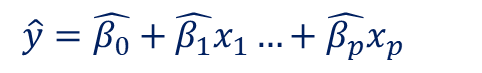 ŷ = β̂₀ + β̂₁x₁ … + β̂ₚxₚ